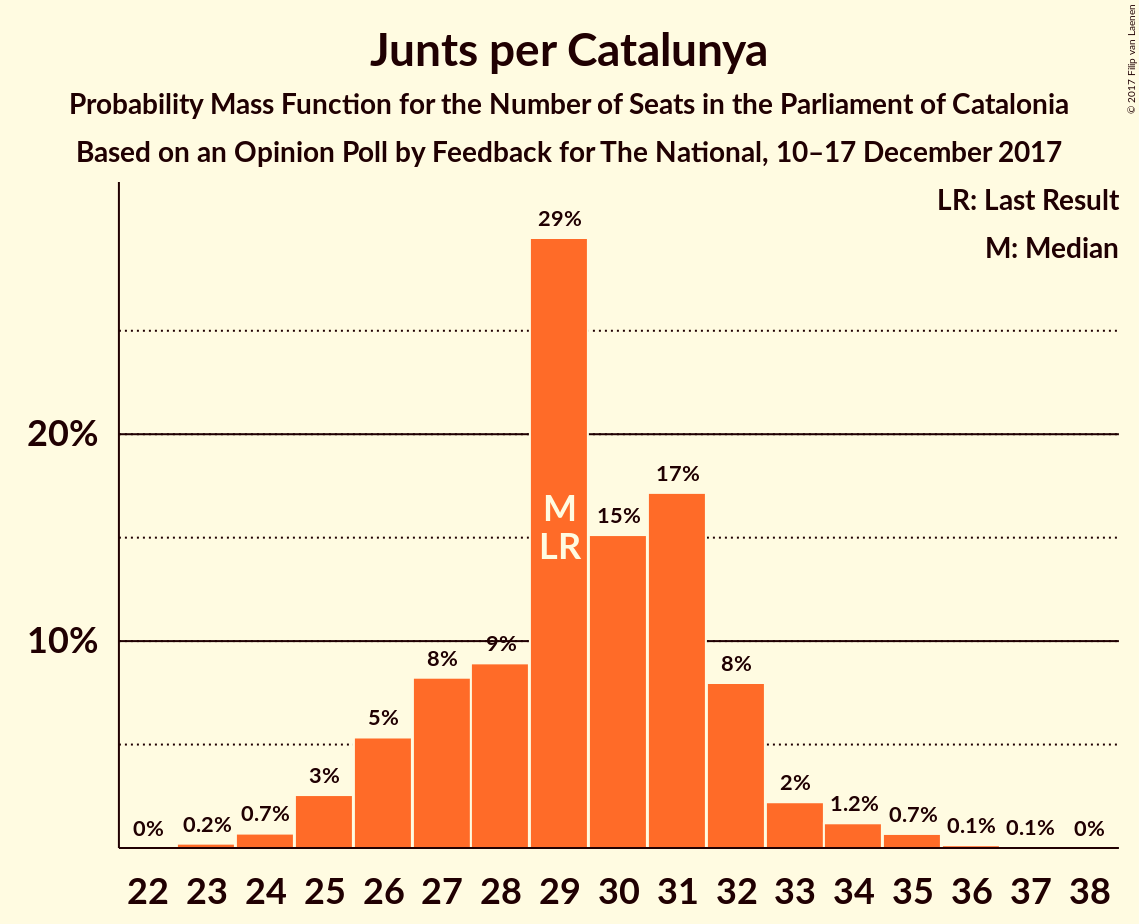 Junts per Catalunya
Probability Mass Function for the Number of Seats in the Parliament of Catalonia
Based on an Opinion Poll by Feedback for The National, 10–17 December 2017
© 2017 Filip van Laenen
LR: Last Result
M: Median
20%
10%
0%
0.2%
0.7%
3%
5%
8%
9%
29%
15%
17%
8%
2%
1.2%
0.7%
0.1%
0.1%
0%
M
LR
22 23 24 25 26 27 28 29 30 31 32 33 34 35 36 37 38